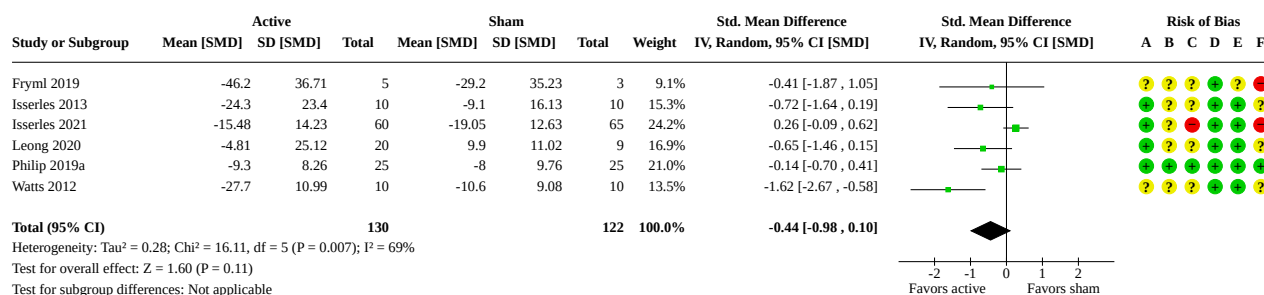 Active Sham Std. Mean Difference Std. Mean Difference Risk of Bias
Study or Subgroup Mean [SMD] SD [SMD] Total Mean [SMD] SD [SMD] Total Weight IV, Random, 95% CI [SMD] IV, Random, 95% CI [SMD] A B C D E F
Fryml 2019 -46.2 36.71 5 -29.2 35.23 3 9.1% -0.41 [-1.87 , 1.05] ? ? ? + ? −
Isserles 2013 -24.3 23.4 10 -9.1 16.13 10 15.3% -0.72 [-1.64 , 0.19] + ? ? + + ?
Isserles 2021 -15.48 14.23 60 -19.05 12.63 65 24.2% 0.26 [-0.09 , 0.62] + ? − + + −
Leong 2020 -4.81 25.12 20 9.9 11.02 9 16.9% -0.65 [-1.46 , 0.15] + ? ? + + ?
Philip 2019a -9.3 8.26 25 -8 9.76 25 21.0% -0.14 [-0.70 , 0.41] + + + + + +
Watts 2012 -27.7 10.99 10 -10.6 9.08 10 13.5% -1.62 [-2.67 , -0.58] ? ? ? + + ?
Total (95% CI) 130 122 100.0% -0.44 [-0.98 , 0.10]
Heterogeneity: Tau² = 0.28; Chi² = 16.11, df = 5 (P = 0.007); I² = 69%
Test for overall effect: Z = 1.60 (P = 0.11) -2 -1 0 1 2
Test for subgroup differences: Not applicable Favors active Favors sham